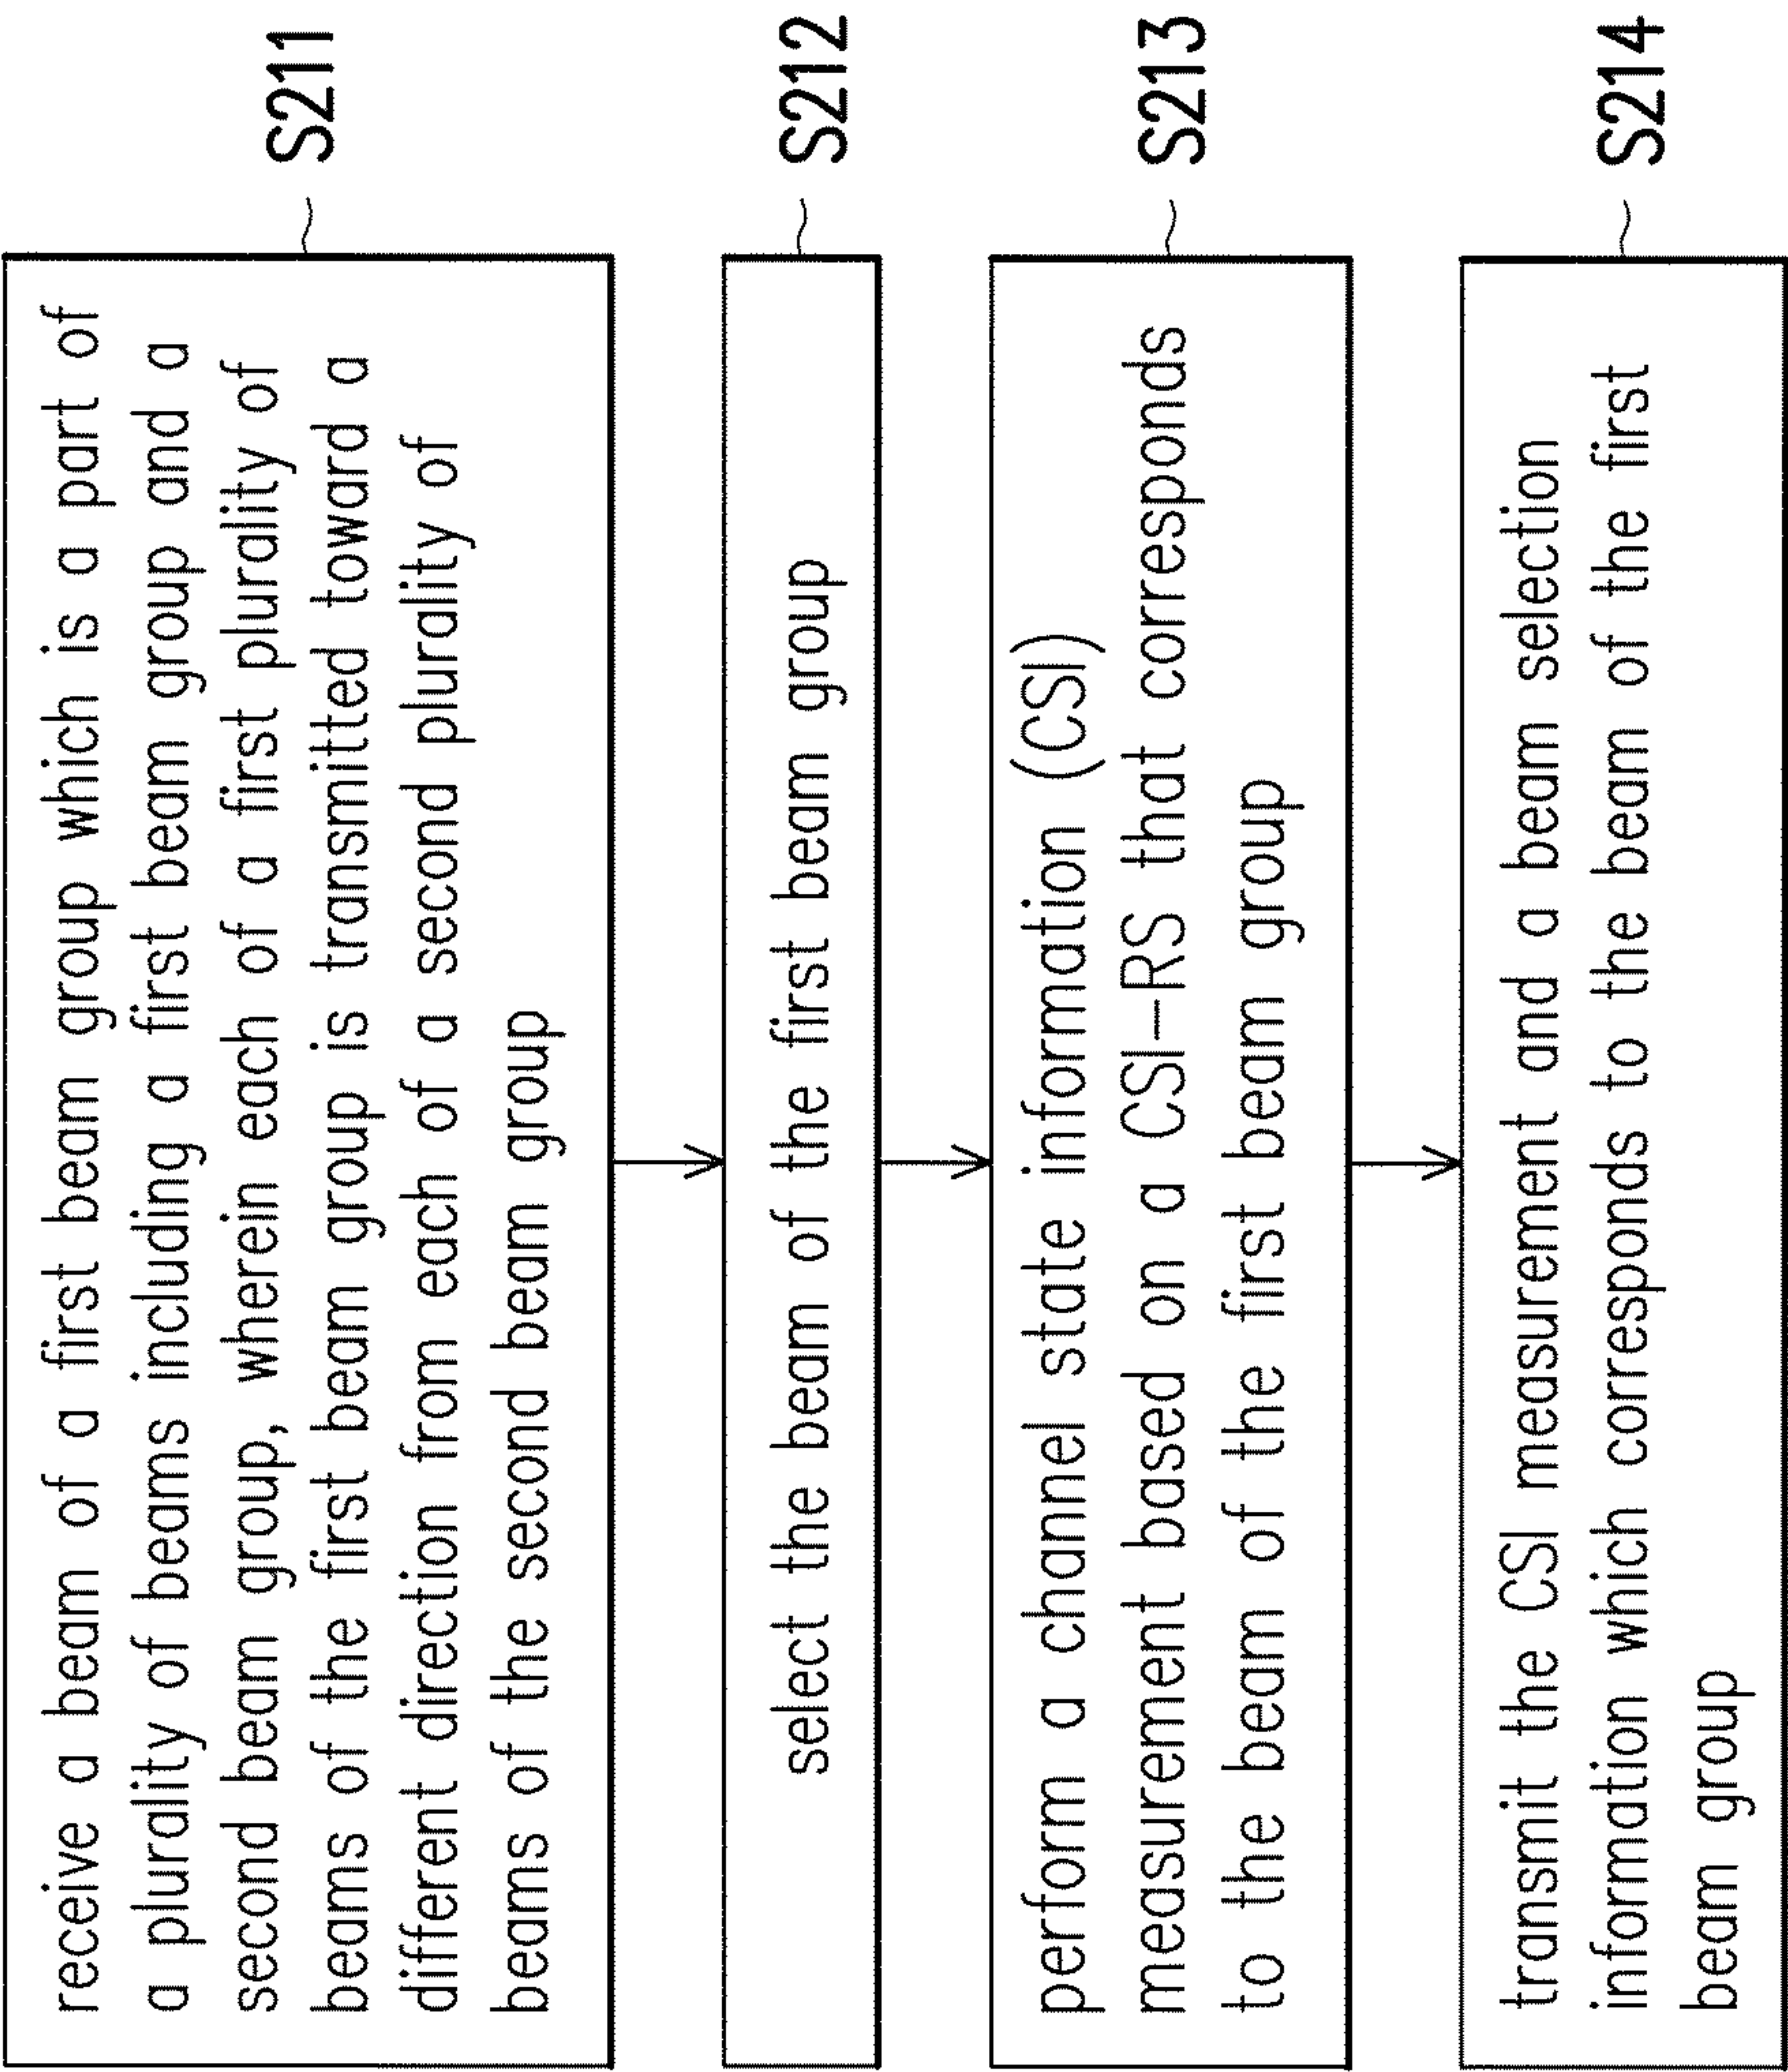 receive a beam of a first beam group which is a part of
a plurality of beams including a first beam group and a
second beam group, wherein each of a first plurality of
beams of the first beam group is transmitted toward a
different direction from each of a second plurality of
beams of the second beam group
S211
select the beam of the first beam group
S212
perform a channel state information (CSI)
measurement based on a CSI-RS that corresponds
to the beam of the first beam group
S213
transmit the CSI measurement and a beam selection
information which corresponds to the beam of the first
beam group
S214